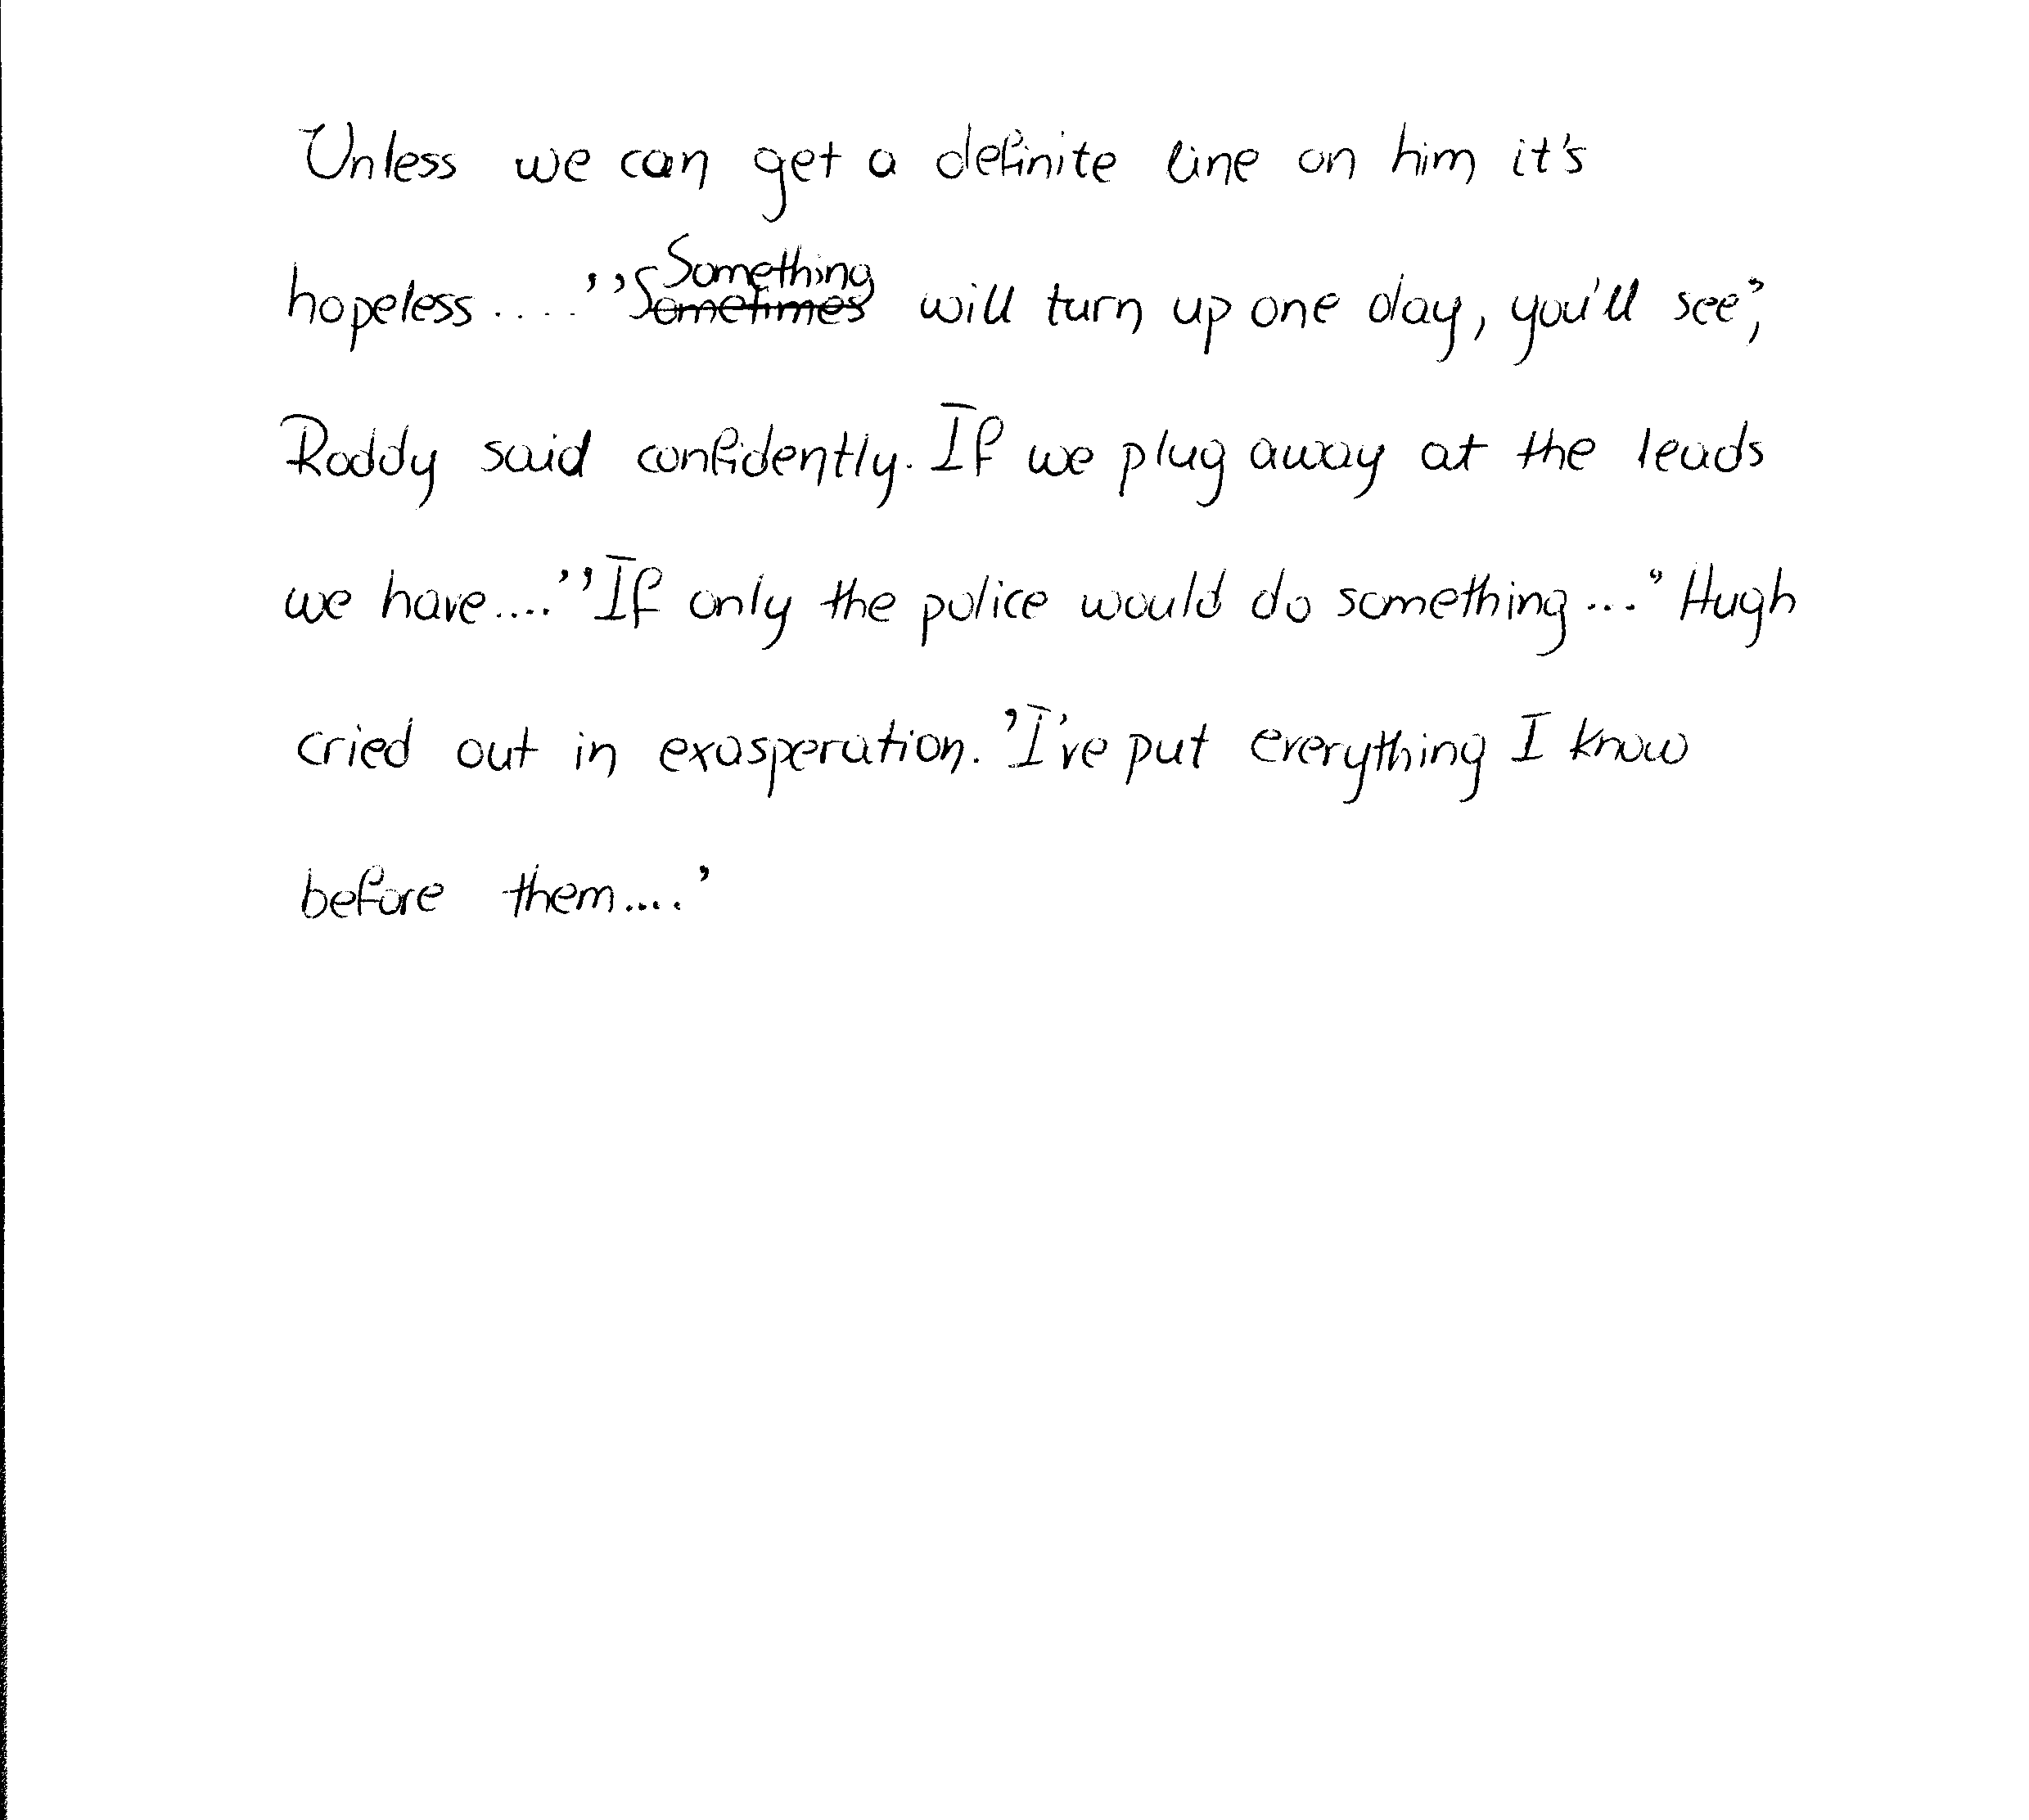 Unless we can get a definite line on him it's
hopeless .... ' 'Something will turn up one day, you'll see',
Roddy said confidently. If we plug away at the leads
we have.... ' 'If only the police would do something... ' Hugh
cried out in exasperation. 'I've put everything I know
before them.... '